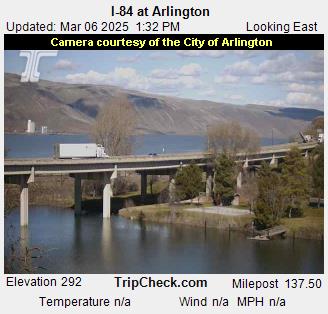 I-84 at Arlington
Updated: Mar 06 2025 1:32 PM Looking East
Camera courtesy of the City of Arlington
Elevation 292 TripCheck.com Milepost 137.50
Temperature n/a Wind n/a MPH n/a